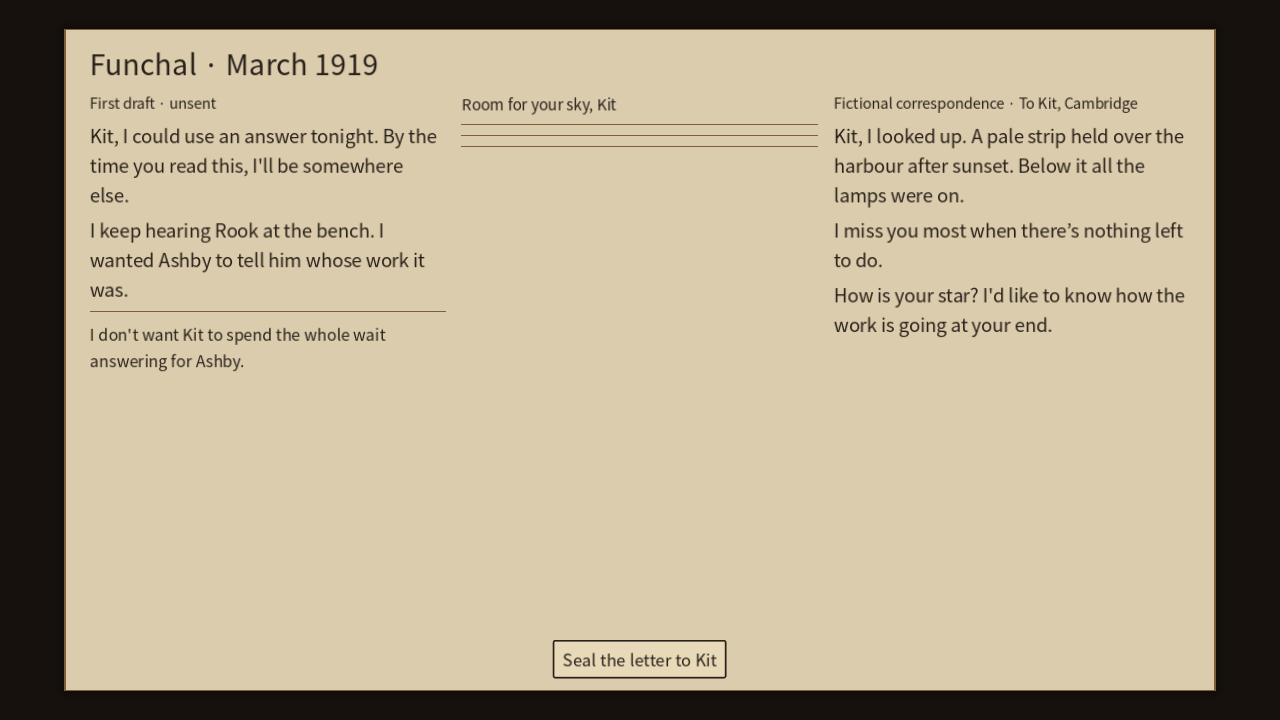 Funchal · March 1919
First draft · unsent
Kit, I could use an answer tonight. By the
time you read this, I'll be somewhere
else.
I keep hearing Rook at the bench. I
wanted Ashby to tell him whose work it
was.
I don't want Kit to spend the whole wait
answering for Ashby.
Room for your sky, Kit
Fictional correspondence · To Kit, Cambridge
Kit, I looked up. A pale strip held over the
harbour after sunset. Below it all the
lamps were on.
I miss you most when there’s nothing left
to do.
How is your star? I'd like to know how the
work is going at your end.
Seal the letter to Kit